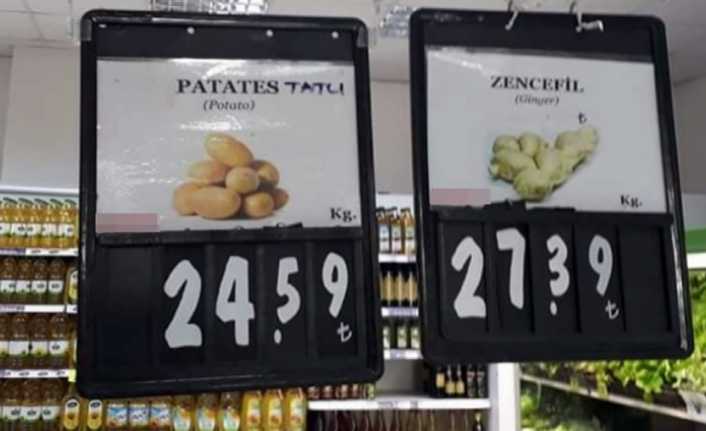 PATATES TATLI
(Potato)
Kg.
24.59 ₺
ZENCEFİL
(Ginger)
₺
Kg.
27.39 ₺